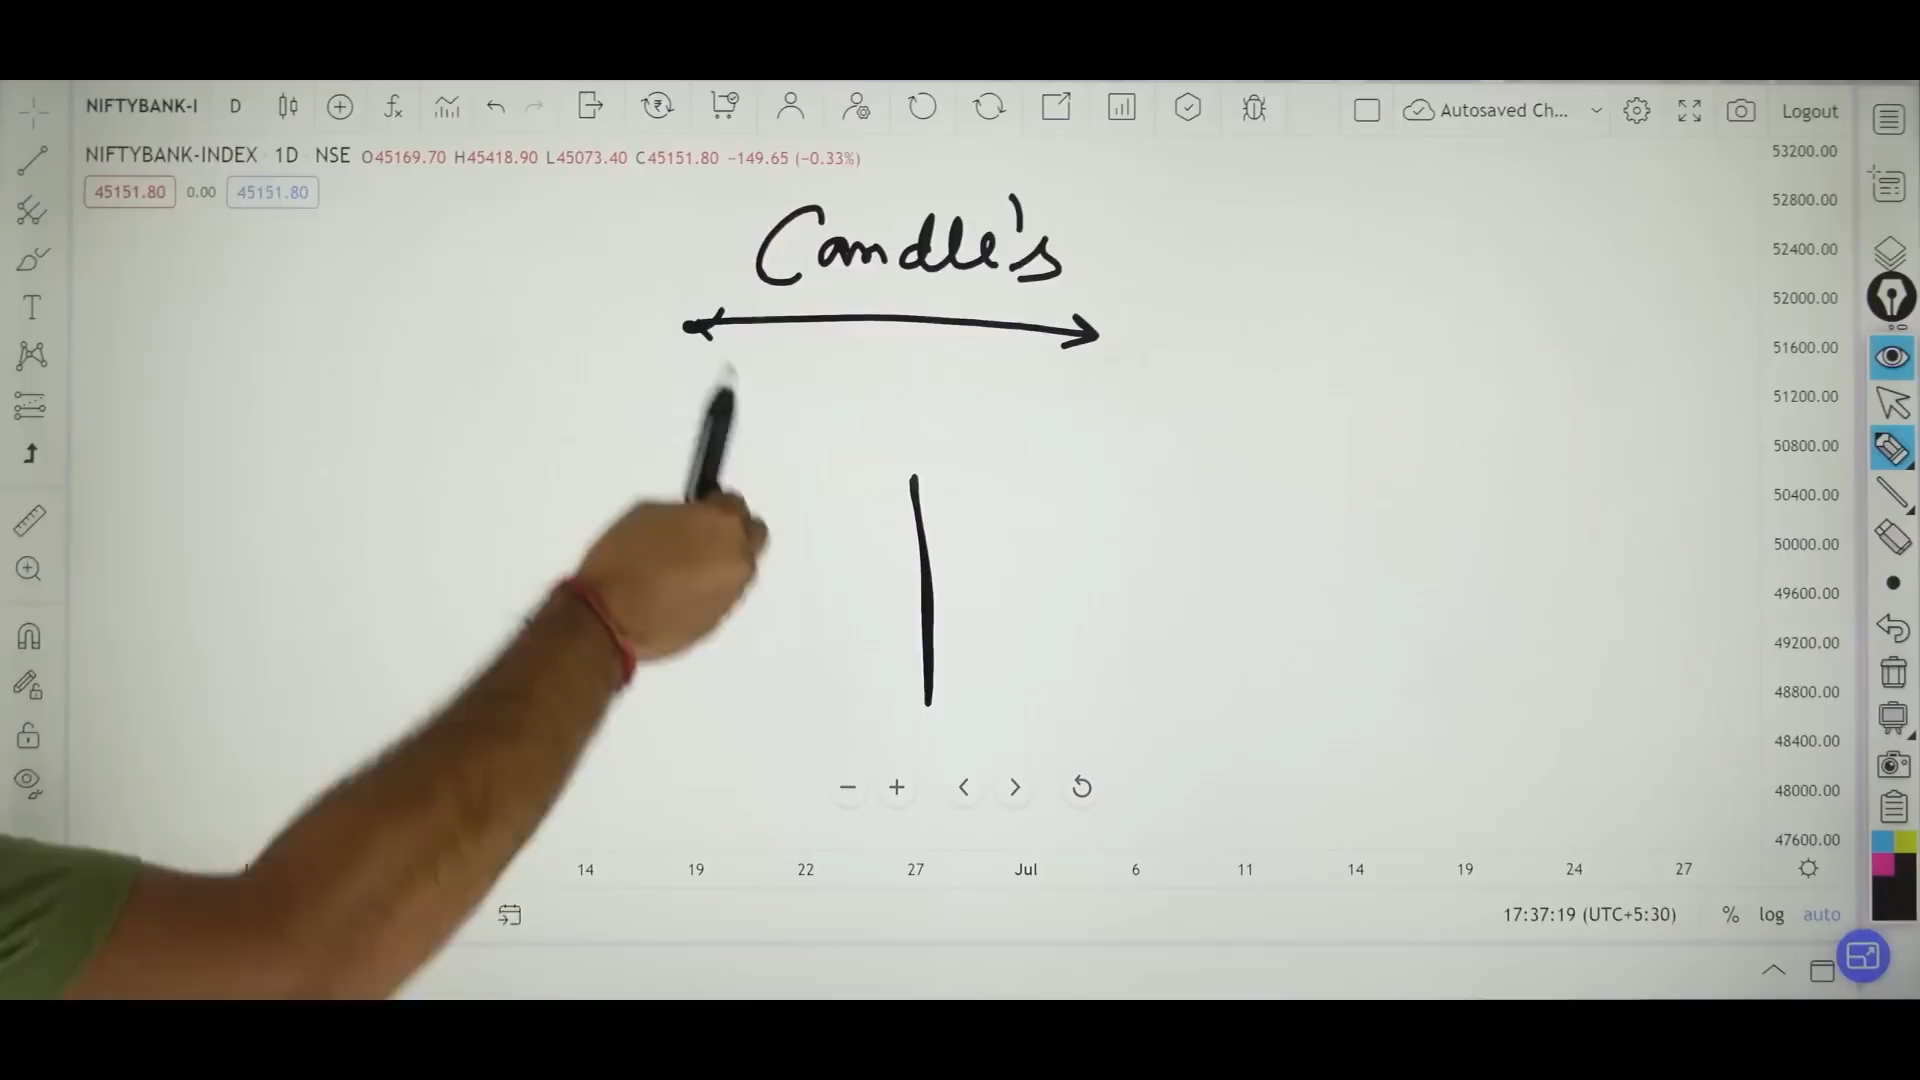 NIFTYBANK-I D Autosaved Ch... Logout
NIFTYBANK-INDEX · 1D NSE O45169.70 H45418.90 L45073.40 C45151.80 −149.65 (−0.33%)
45151.80 0.00 45151.80
Candle's
53200.00
52800.00
52400.00
52000.00
51600.00
51200.00
50800.00
50400.00
50000.00
49600.00
49200.00
48800.00
48400.00
48000.00
47600.00
14 19 22 27 Jul 6 11 14 19 24 27
17:37:19 (UTC+5:30) % log auto